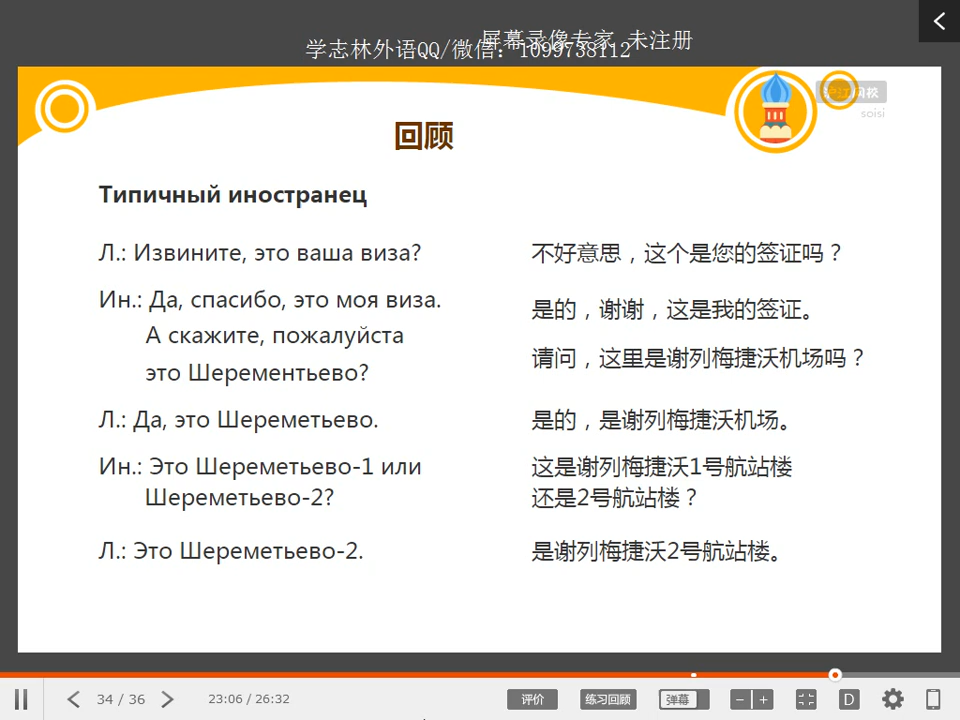 屏幕录像专家 未注册
学志林外语QQ/微信：1099738112
沪江网校
soisi
回顾
Типичный иностранец
Л.: Извините, это ваша виза?
不好意思，这个是您的签证吗？
Ин.: Да, спасибо, это моя виза.
是的，谢谢，这是我的签证。
А скажите, пожалуйста
это Шерементьево?
请问，这里是谢列梅捷沃机场吗？
Л.: Да, это Шереметьево.
是的，是谢列梅捷沃机场。
Ин.: Это Шереметьево-1 или
Шереметьево-2?
这是谢列梅捷沃1号航站楼
还是2号航站楼？
Л.: Это Шереметьево-2.
是谢列梅捷沃2号航站楼。
34 / 36
23:06 / 26:32
评价
练习回顾
弹幕
D